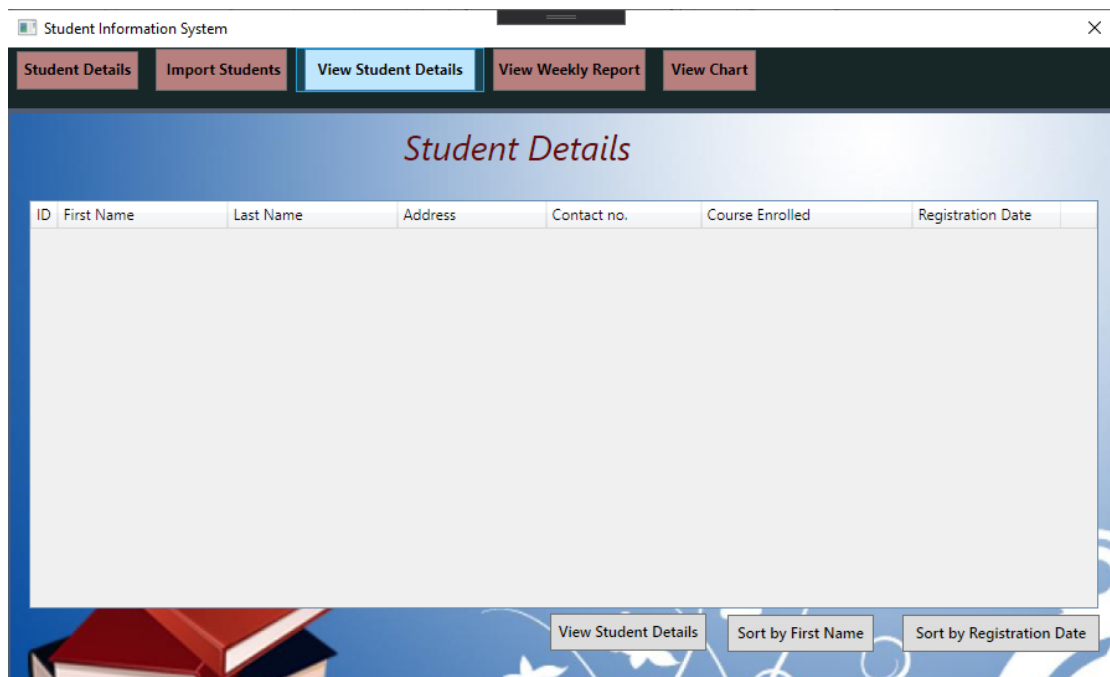 Student Information System
Student Details Import Students View Student Details View Weekly Report View Chart
Student Details
ID First Name Last Name Address Contact no. Course Enrolled Registration Date
View Student Details Sort by First Name Sort by Registration Date